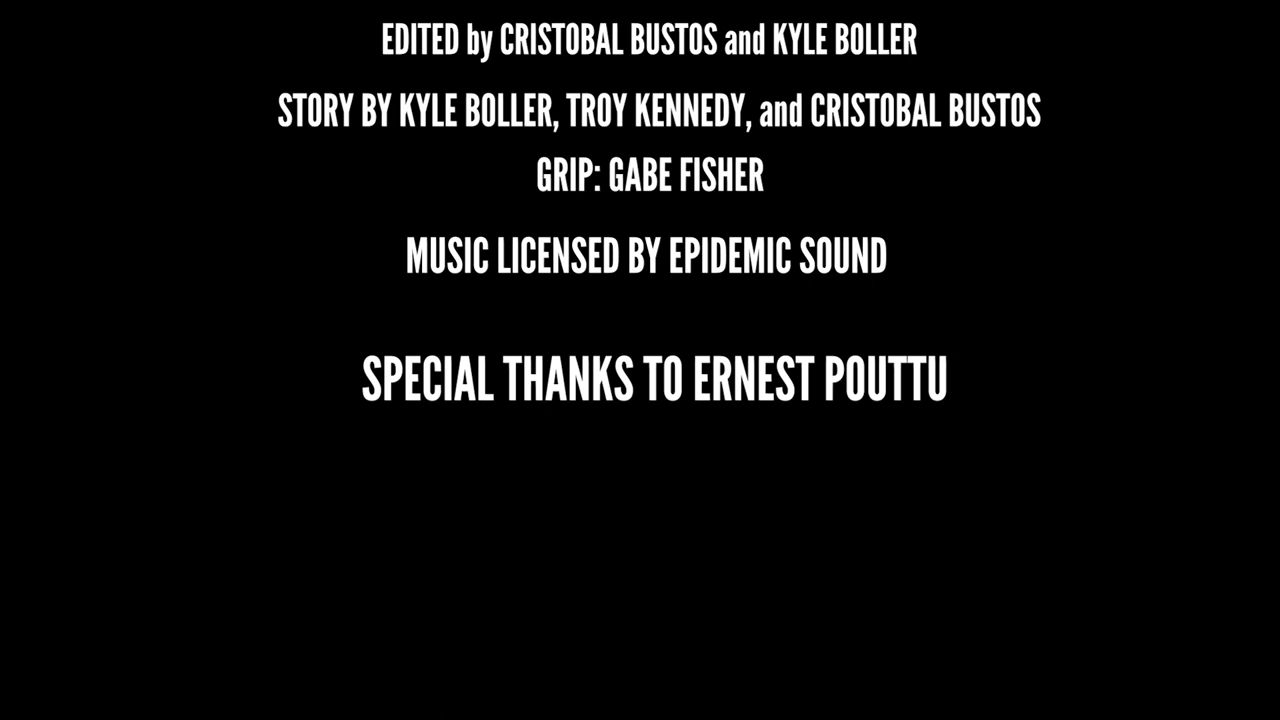 EDITED by CRISTOBAL BUSTOS and KYLE BOLLER
STORY BY KYLE BOLLER, TROY KENNEDY, and CRISTOBAL BUSTOS
GRIP: GABE FISHER
MUSIC LICENSED BY EPIDEMIC SOUND
SPECIAL THANKS TO ERNEST POUTTU